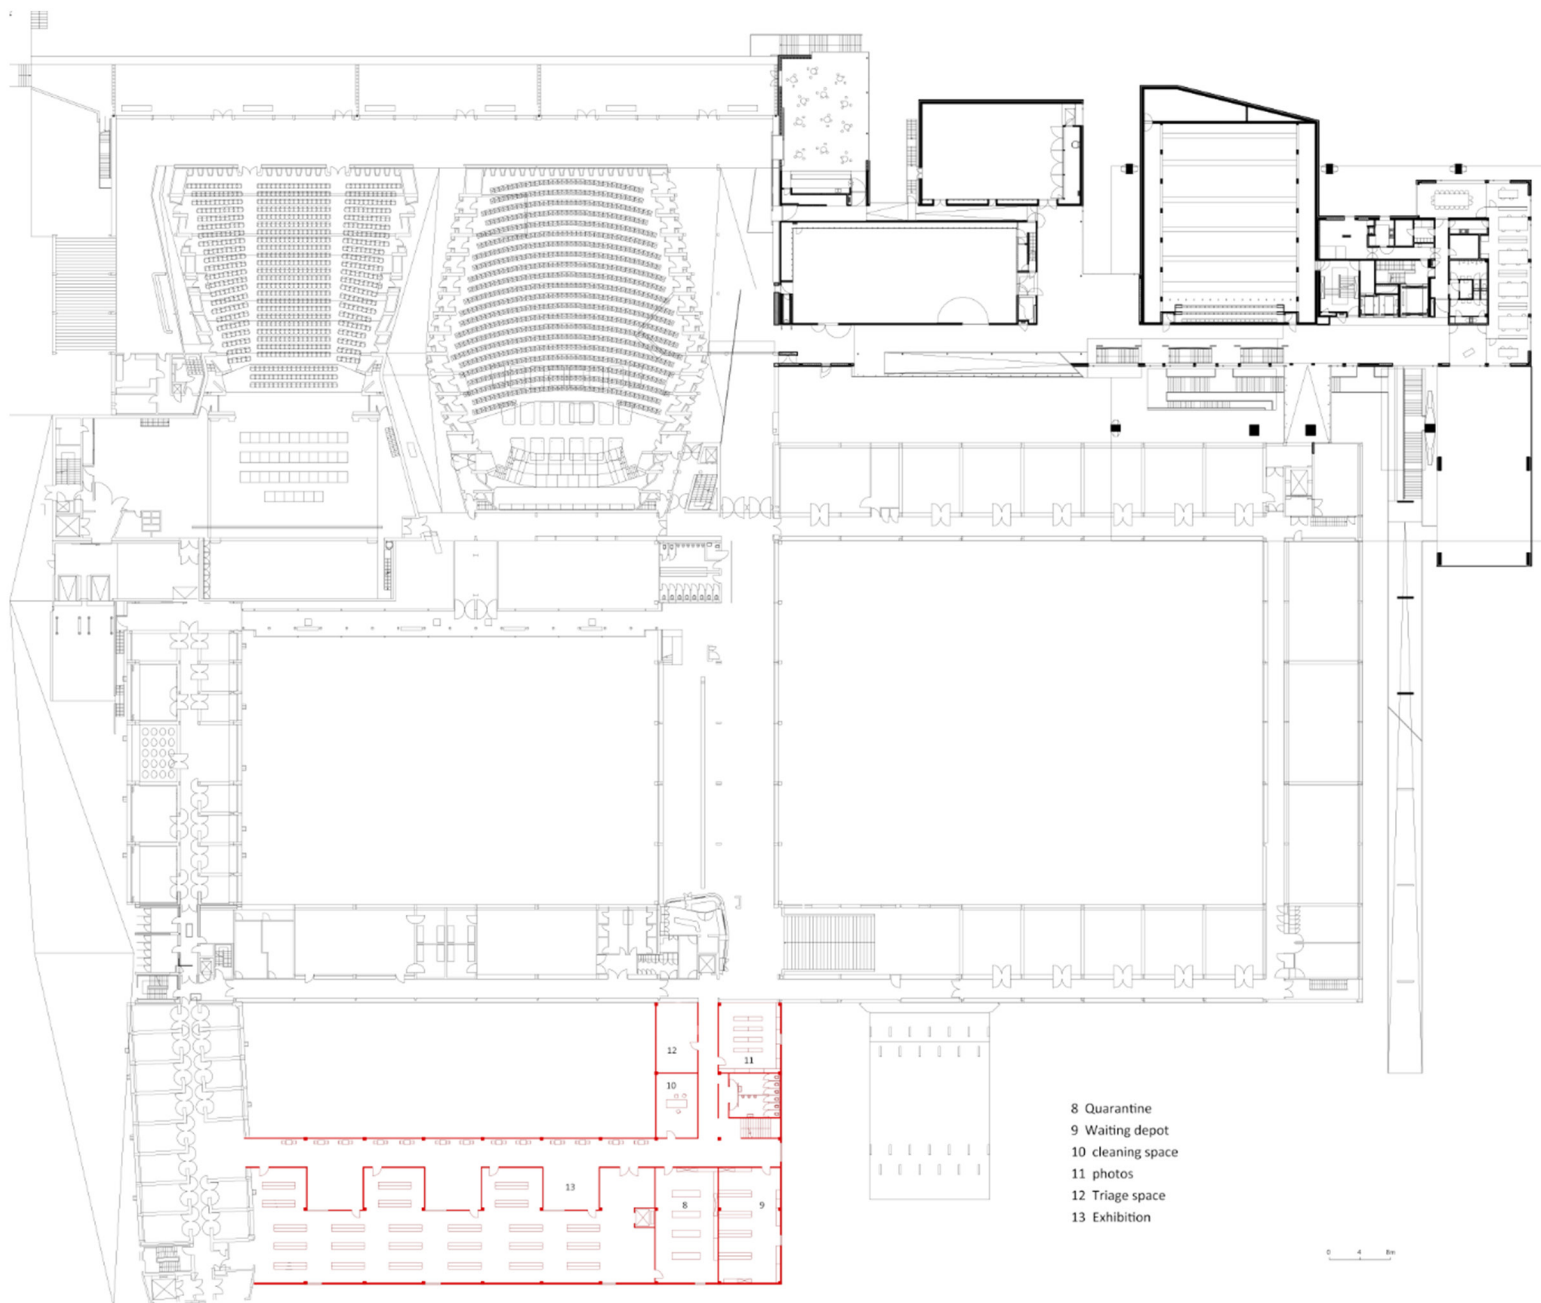 12
11
10
13
8
9
8 Quarantine
9 Waiting depot
10 cleaning space
11 photos
12 Triage space
13 Exhibition
0 4 8m